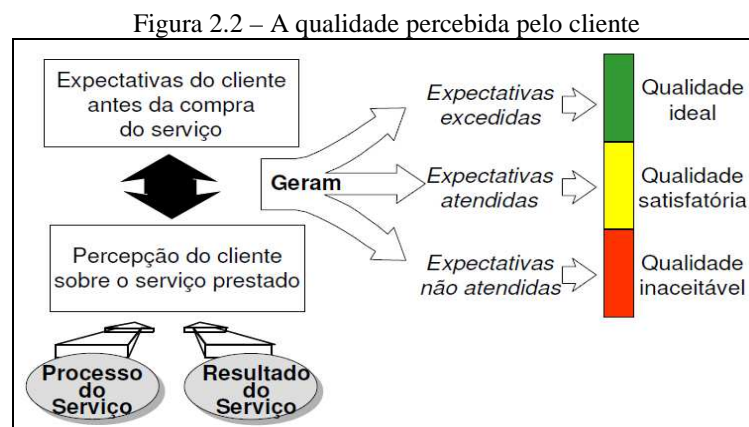 Figura 2.2 – A qualidade percebida pelo cliente
Expectativas do cliente
antes da compra
do serviço
Geram
Percepção do cliente
sobre o serviço prestado
Processo
do
Serviço
Resultado
do
Serviço
Expectativas
excedidas
Qualidade
ideal
Expectativas
atendidas
Qualidade
satisfatória
Expectativas
não atendidas
Qualidade
inaceitável